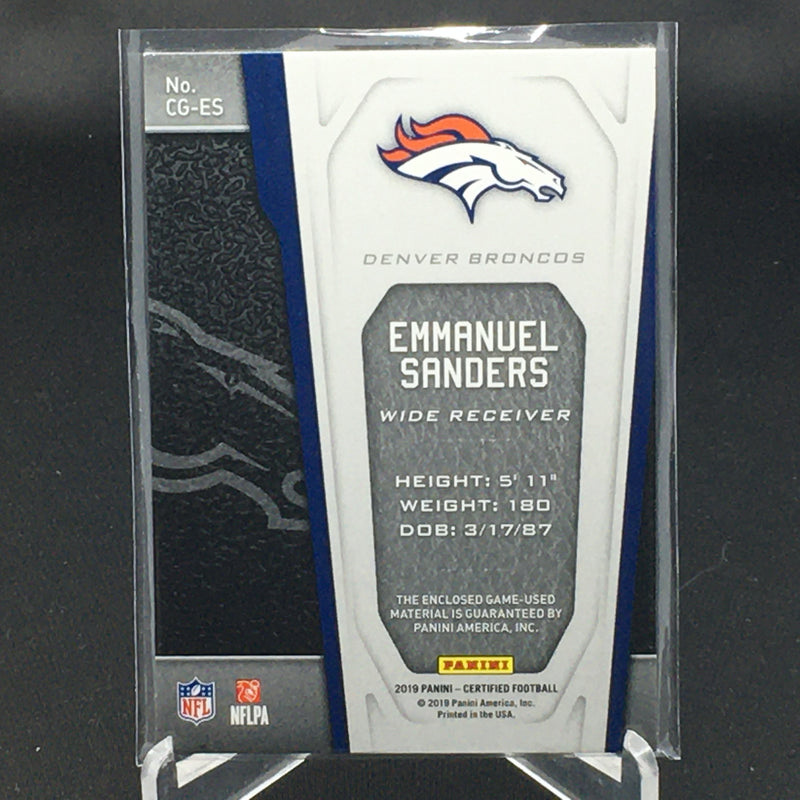 No.
CG-ES
DENVER BRONCOS
EMMANUEL
SANDERS
WIDE RECEIVER
HEIGHT: 5' 11"
WEIGHT: 180
DOB: 3/17/87
THE ENCLOSED GAME-USED
MATERIAL IS GUARANTEED BY
PANINI AMERICA, INC.
PANINI
2019 PANINI – CERTIFIED FOOTBALL
© 2019 Panini America, Inc.
Printed in the USA.
NFL
NFLPA